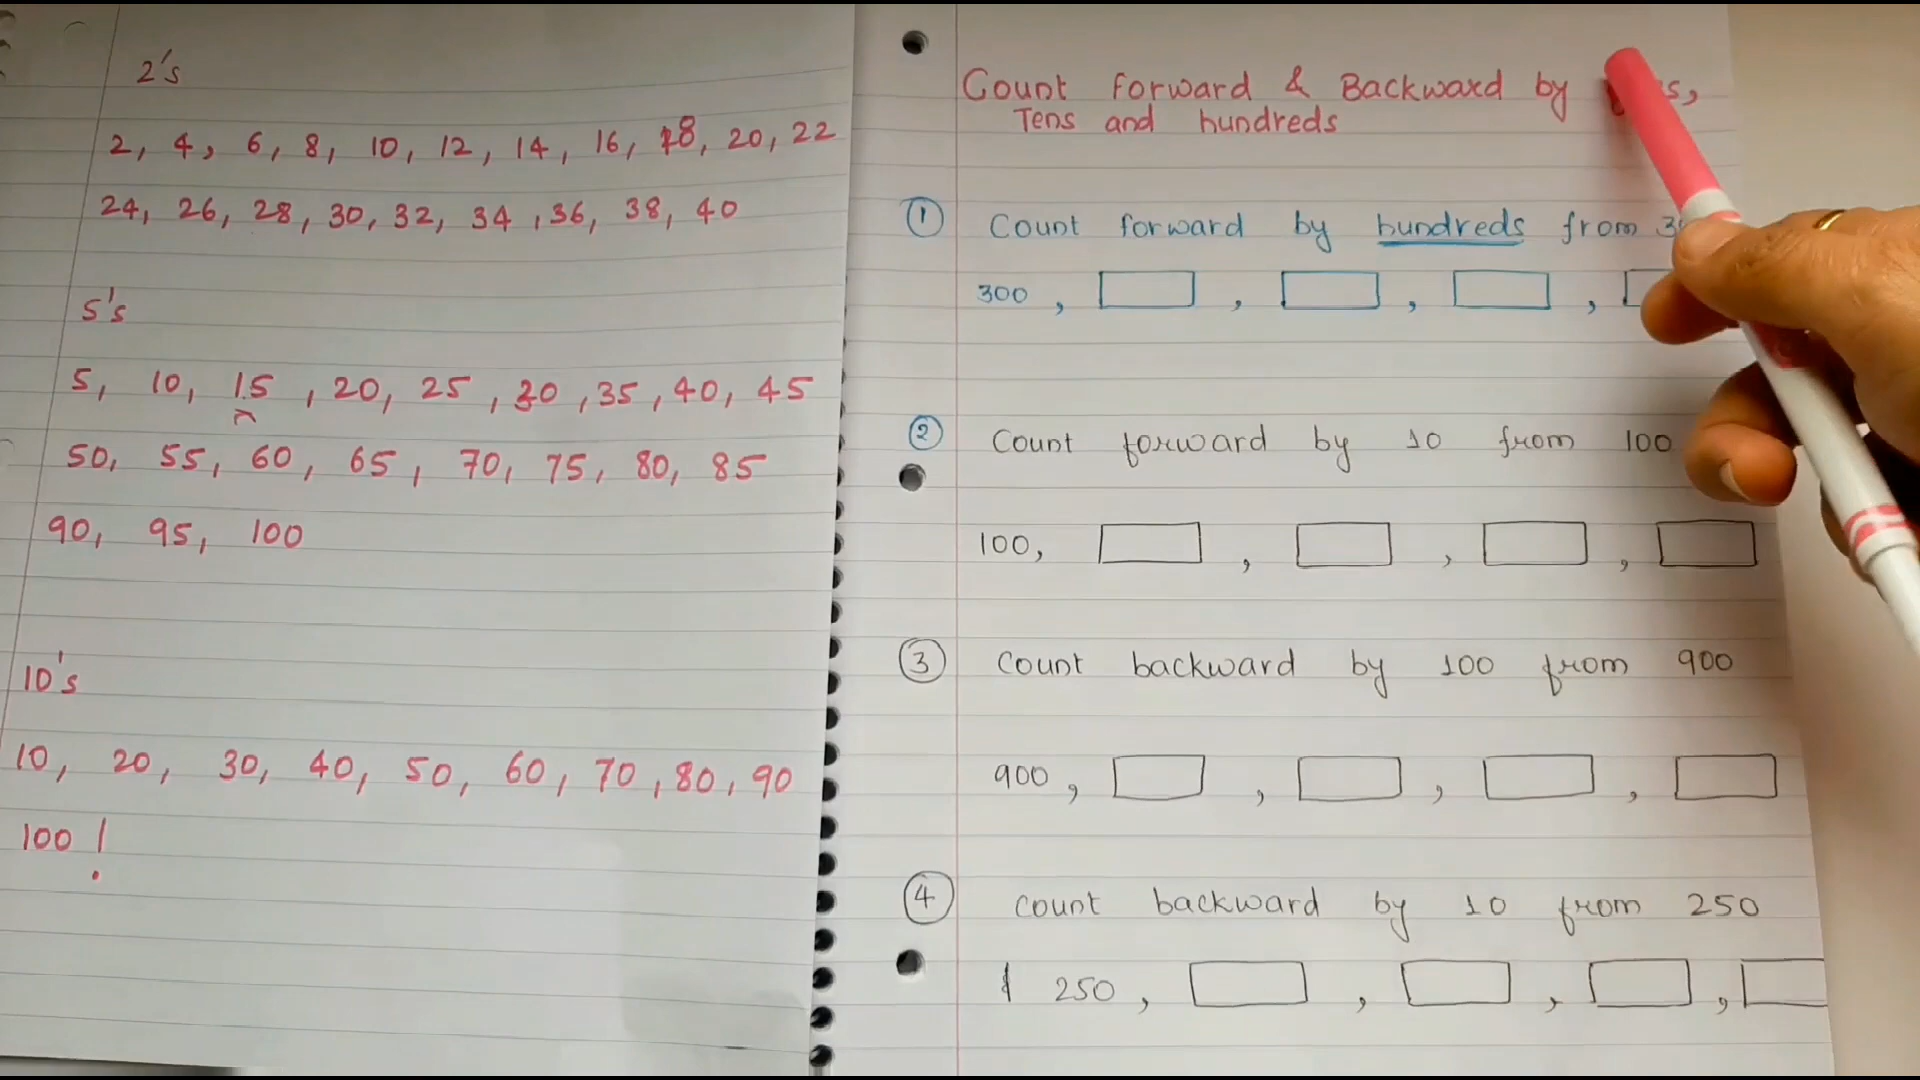 2's
2, 4, 6, 8, 10, 12, 14, 16, 18, 20, 22
24, 26, 28, 30, 32, 34, 36, 38, 40
5's
5, 10, 15, 20, 25, 30, 35, 40, 45
50, 55, 60, 65, 70, 75, 80, 85
90, 95, 100
10's
10, 20, 30, 40, 50, 60, 70, 80, 90
100 !
Count Forward & Backward by
Tens and hundreds
① Count forward by hundreds from
300 , , , ,
② Count forward by 10 from 100
100, , , ,
③ Count backward by 100 from 900
900 , , , ,
④ Count backward by 10 from 250
250 , , , ,